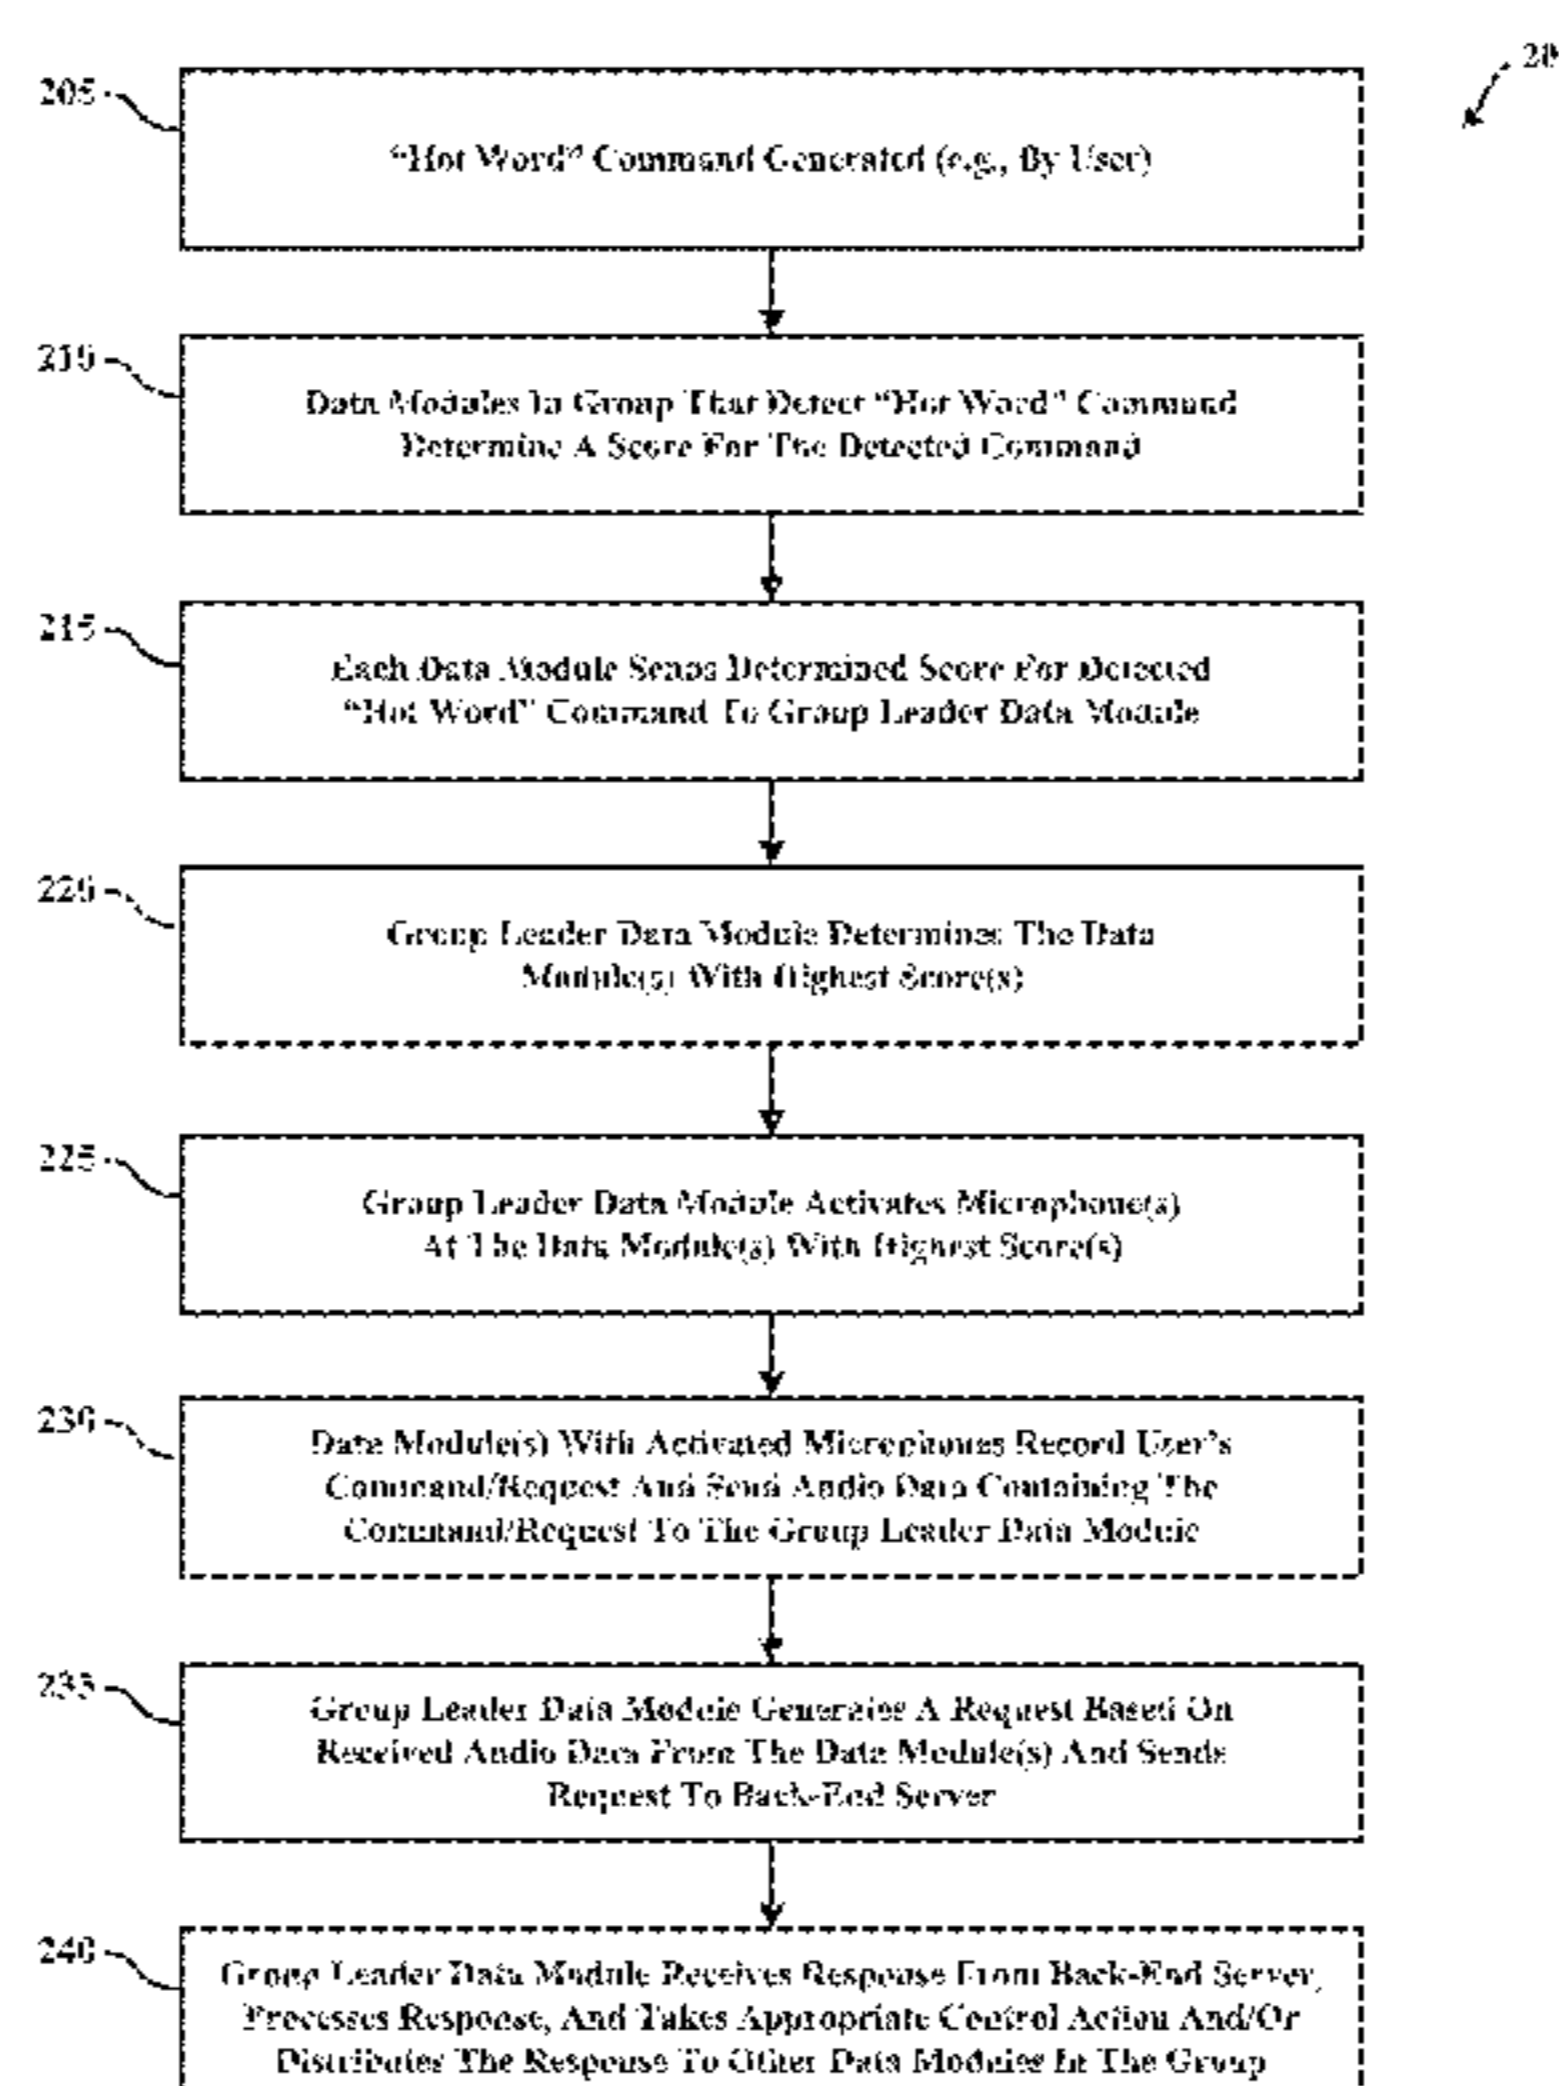 20
205
“Hot Word” Command Generated (e.g., By User)
210
Data Modules In Group That Detect “Hot Word” Command
Determine A Score For The Detected Command
215
Each Data Module Sends Determined Score For Detected
“Hot Word” Command To Group Leader Data Module
220
Group Leader Data Module Determines The Data
Module(s) With Highest Score(s)
225
Group Leader Data Module Activates Microphone(s)
At The Data Module(s) With Highest Score(s)
230
Data Module(s) With Activated Microphones Record User’s
Command/Request And Send Audio Data Containing The
Command/Request To The Group Leader Data Module
235
Group Leader Data Module Generates A Request Based On
Received Audio Data From The Data Module(s) And Sends
Request To Back-End Server
240
Group Leader Data Module Receives Response From Back-End Server,
Processes Response, And Takes Appropriate Control Action And/Or
Distributes The Response To Other Data Modules In The Group